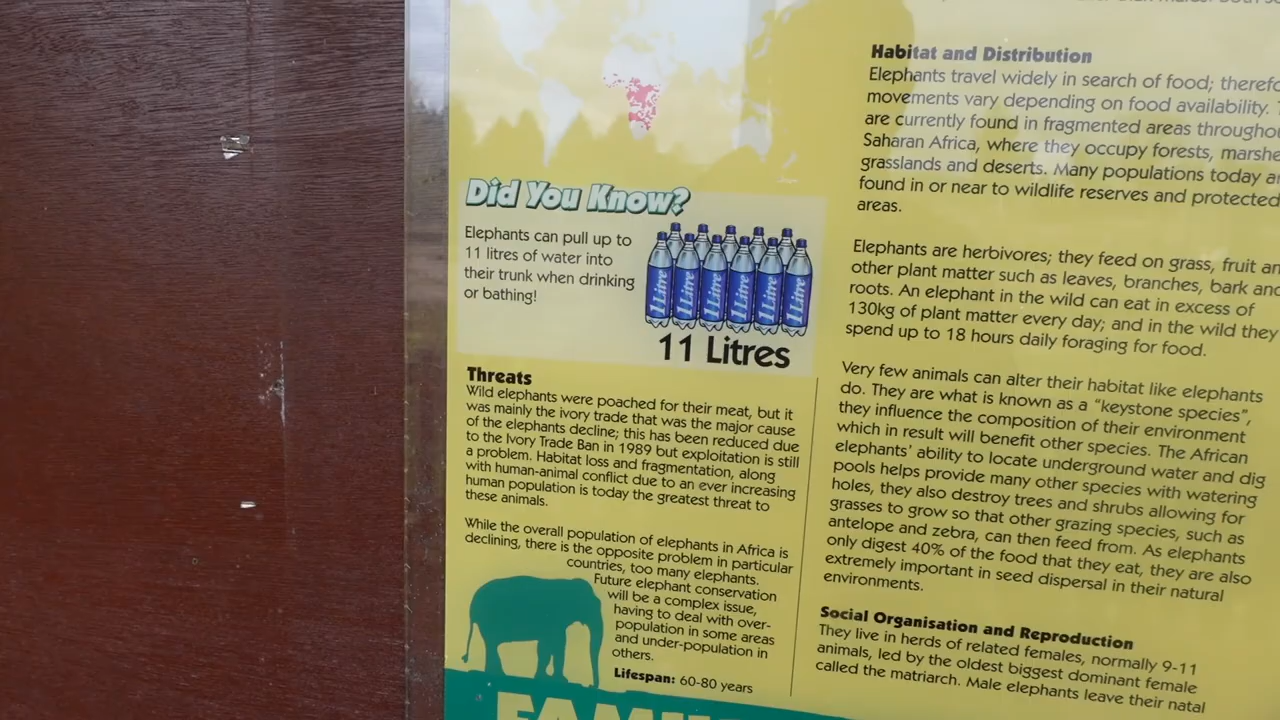 Did You Know?
Elephants can pull up to
11 litres of water into
their trunk when drinking
or bathing!
1 Litre
1 Litre
1 Litre
1 Litre
1 Litre
1 Litre
11 Litres
Threats
Wild elephants were poached for their meat, but it
was mainly the ivory trade that was the major cause
of the elephants decline; this has been reduced due
to the Ivory Trade Ban in 1989 but exploitation is still
a problem. Habitat loss and fragmentation, along
with human-animal conflict due to an ever increasing
human population is today the greatest threat to
these animals.
While the overall population of elephants in Africa is
declining, there is the opposite problem in particular
countries, too many elephants.
Future elephant conservation
will be a complex issue,
having to deal with over-
population in some areas
and under-population in
others.
Lifespan: 60-80 years
Habitat and Distribution
Elephants travel widely in search of food;
movements vary depending on food availability.
are currently found in fragmented areas
Saharan Africa, where they occupy forests,
grasslands and deserts. Many populations today
found in or near to wildlife reserves and protected
areas.
Elephants are herbivores; they feed on grass, fruit
other plant matter such as leaves, branches, bark
roots. An elephant in the wild can eat in excess of
130kg of plant matter every day; and in the wild they
spend up to 18 hours daily foraging for food.
Very few animals can alter their habitat like elephants
do. They are what is known as a “keystone species”,
they influence the composition of their environment
which in result will benefit other species. The African
elephants’ ability to locate underground water and dig
pools helps provide many other species with watering
holes, they also destroy trees and shrubs allowing for
grasses to grow so that other grazing species, such as
antelope and zebra, can then feed from. As elephants
only digest 40% of the food that they eat, they are also
extremely important in seed dispersal in their natural
environments.
Social Organisation and Reproduction
They live in herds of related females, normally 9-11
animals, led by the oldest biggest dominant female
called the matriarch. Male elephants leave their natal